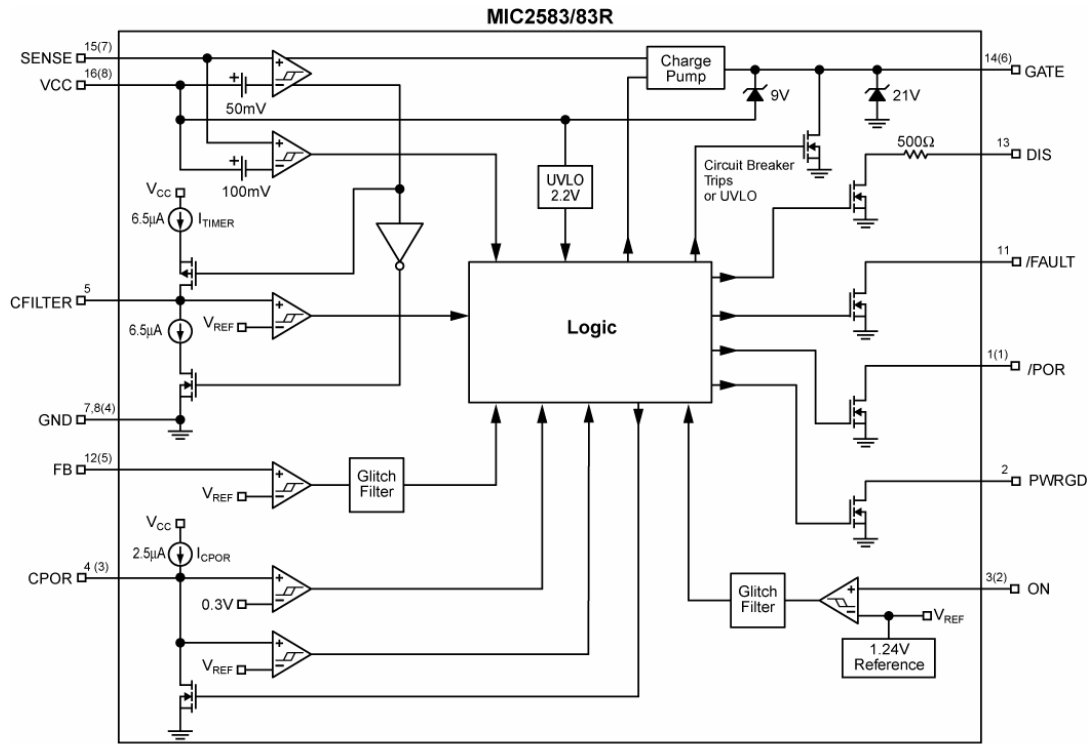 MIC2583/83R
SENSE 15(7)
VCC 16(8)
+
−
50mV
+
+
−
100mV
+
Charge
Pump
14(6) GATE
9V
21V
500Ω
13 DIS
Circuit Breaker
Trips
or UVLO
UVLO
2.2V
VCC
6.5µA ITIMER
CFILTER 5
+
−
VREF
6.5µA
Logic
11 /FAULT
1(1) /POR
GND 7,8(4)
FB 12(5)
+
−
VREF
Glitch
Filter
2 PWRGD
VCC
2.5µA ICPOR
CPOR 4 (3)
+
−
0.3V
+
−
VREF
Glitch
Filter
+
−
3(2) ON
VREF
1.24V
Reference